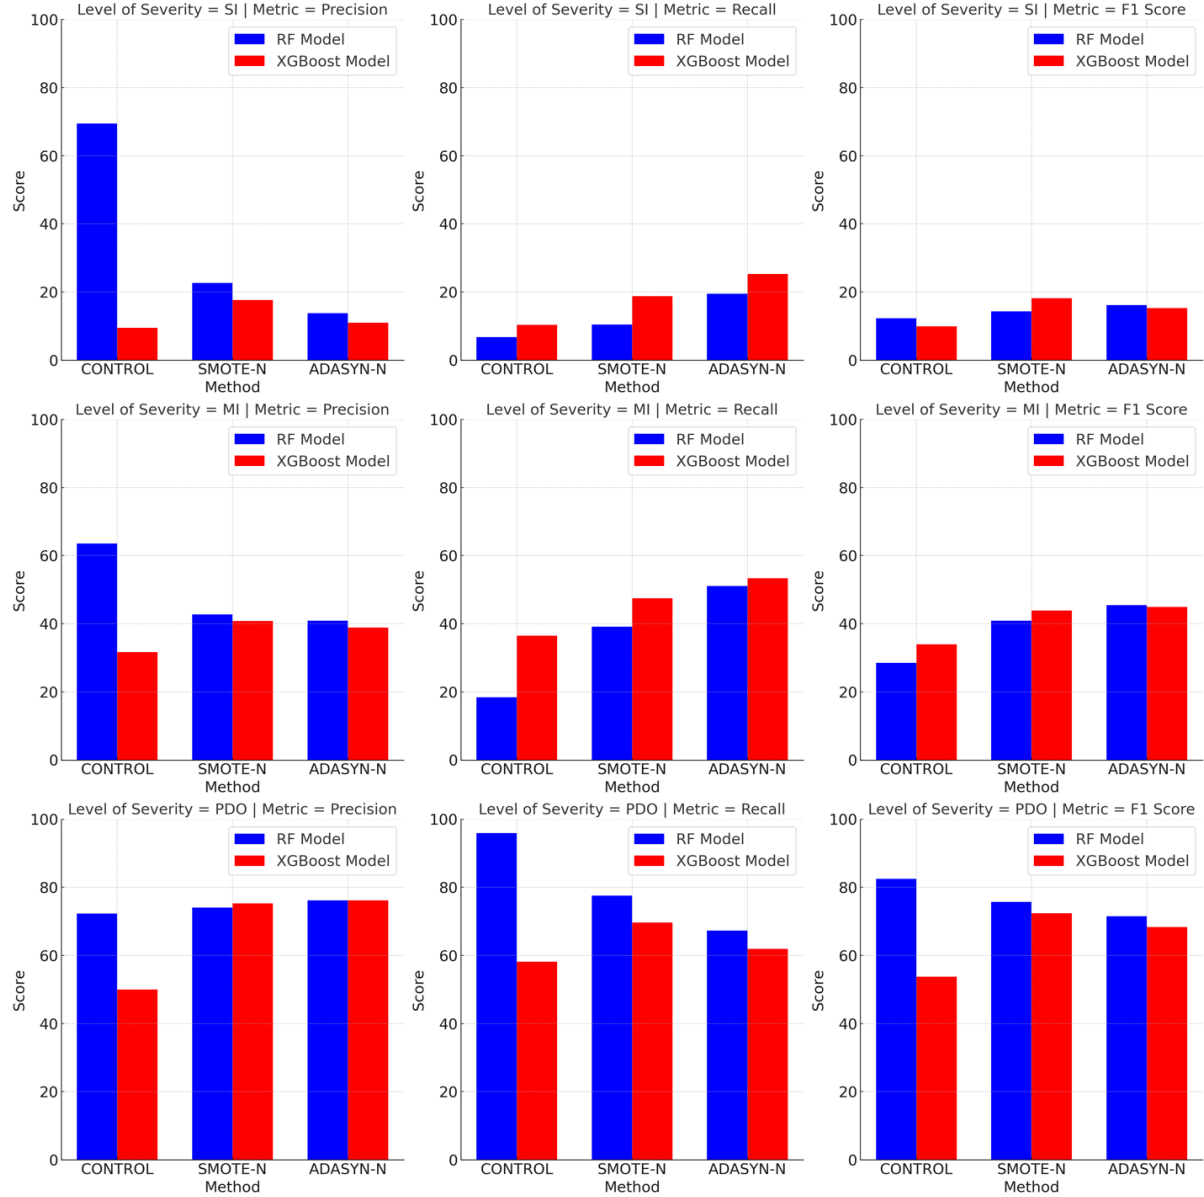 Level of Severity = SI | Metric = Precision
100
80
60
40
20
0
Score
RF Model
XGBoost Model
CONTROL SMOTE-N ADASYN-N
Method
Level of Severity = SI | Metric = Recall
100
80
60
40
20
0
Score
RF Model
XGBoost Model
CONTROL SMOTE-N ADASYN-N
Method
Level of Severity = SI | Metric = F1 Score
100
80
60
40
20
0
Score
RF Model
XGBoost Model
CONTROL SMOTE-N ADASYN-N
Method
Level of Severity = MI | Metric = Precision
100
80
60
40
20
0
Score
RF Model
XGBoost Model
CONTROL SMOTE-N ADASYN-N
Method
Level of Severity = MI | Metric = Recall
100
80
60
40
20
0
Score
RF Model
XGBoost Model
CONTROL SMOTE-N ADASYN-N
Method
Level of Severity = MI | Metric = F1 Score
100
80
60
40
20
0
Score
RF Model
XGBoost Model
CONTROL SMOTE-N ADASYN-N
Method
Level of Severity = PDO | Metric = Precision
100
80
60
40
20
0
Score
RF Model
XGBoost Model
CONTROL SMOTE-N ADASYN-N
Method
Level of Severity = PDO | Metric = Recall
100
80
60
40
20
0
Score
RF Model
XGBoost Model
CONTROL SMOTE-N ADASYN-N
Method
Level of Severity = PDO | Metric = F1 Score
100
80
60
40
20
0
Score
RF Model
XGBoost Model
CONTROL SMOTE-N ADASYN-N
Method